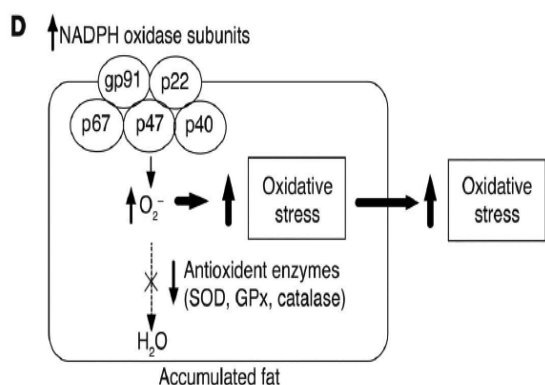 D
↑NADPH oxidase subunits
gp91 p22
p67 p47 p40
↑O₂⁻
Oxidative
stress
Oxidative
stress
Antioxident enzymes
(SOD, GPx, catalase)
H₂O
Accumulated fat